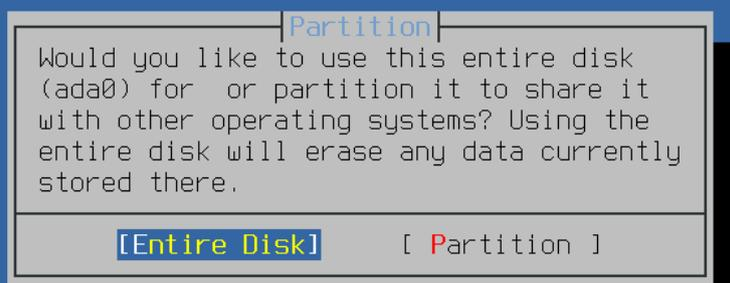 Partition
Would you like to use this entire disk
(ada0) for  or partition it to share it
with other operating systems? Using the
entire disk will erase any data currently
stored there.
[Entire Disk] [ Partition ]